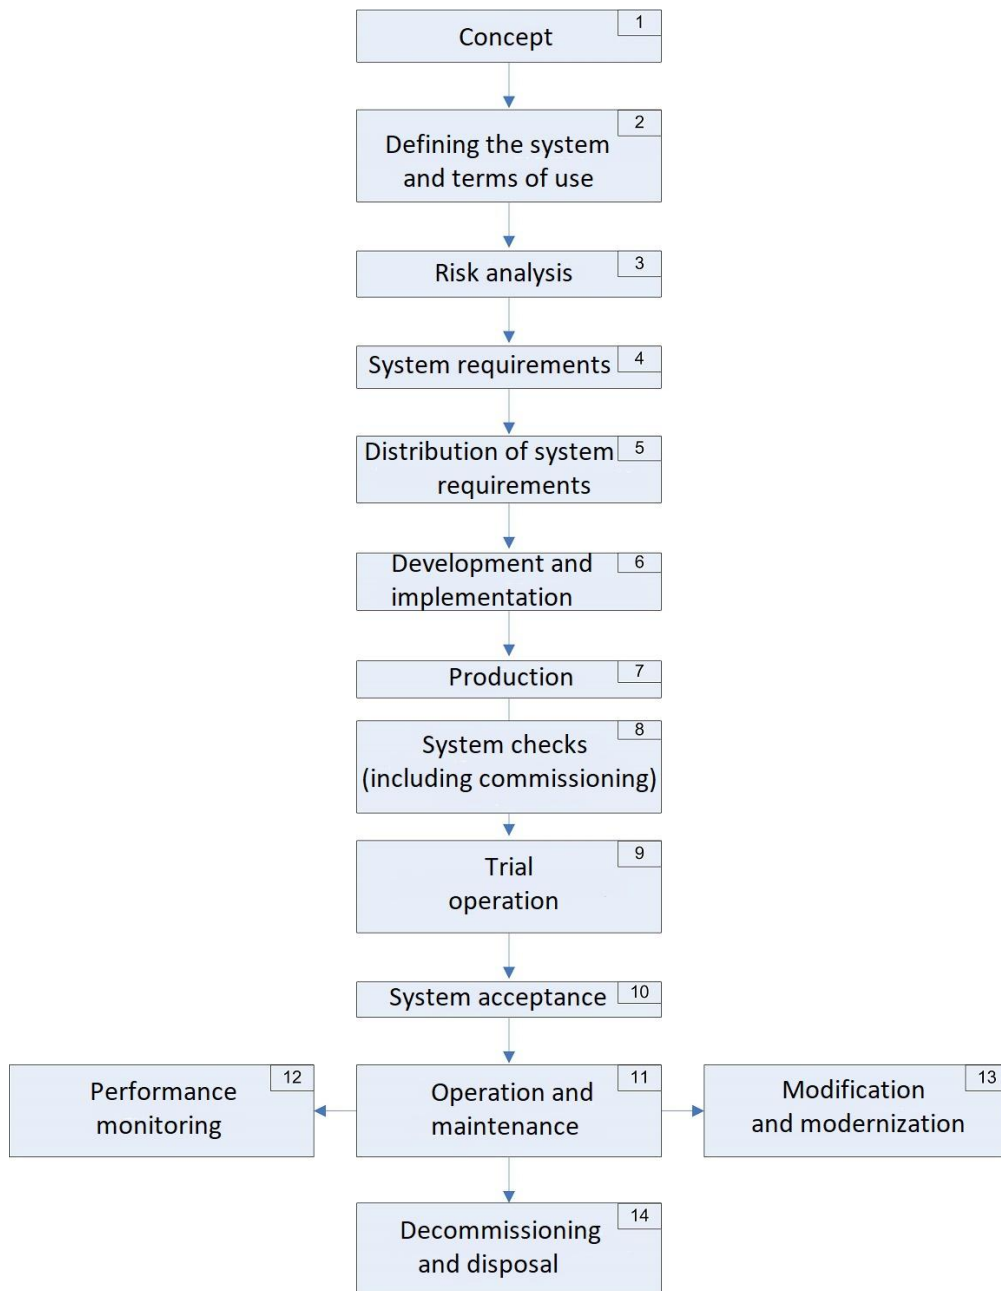 1
Concept
2
Defining the system
and terms of use
3
Risk analysis
4
System requirements
5
Distribution of system
requirements
6
Development and
implementation
7
Production
8
System checks
(including commissioning)
9
Trial
operation
10
System acceptance
12
Performance
monitoring
11
Operation and
maintenance
13
Modification
and modernization
14
Decommissioning
and disposal